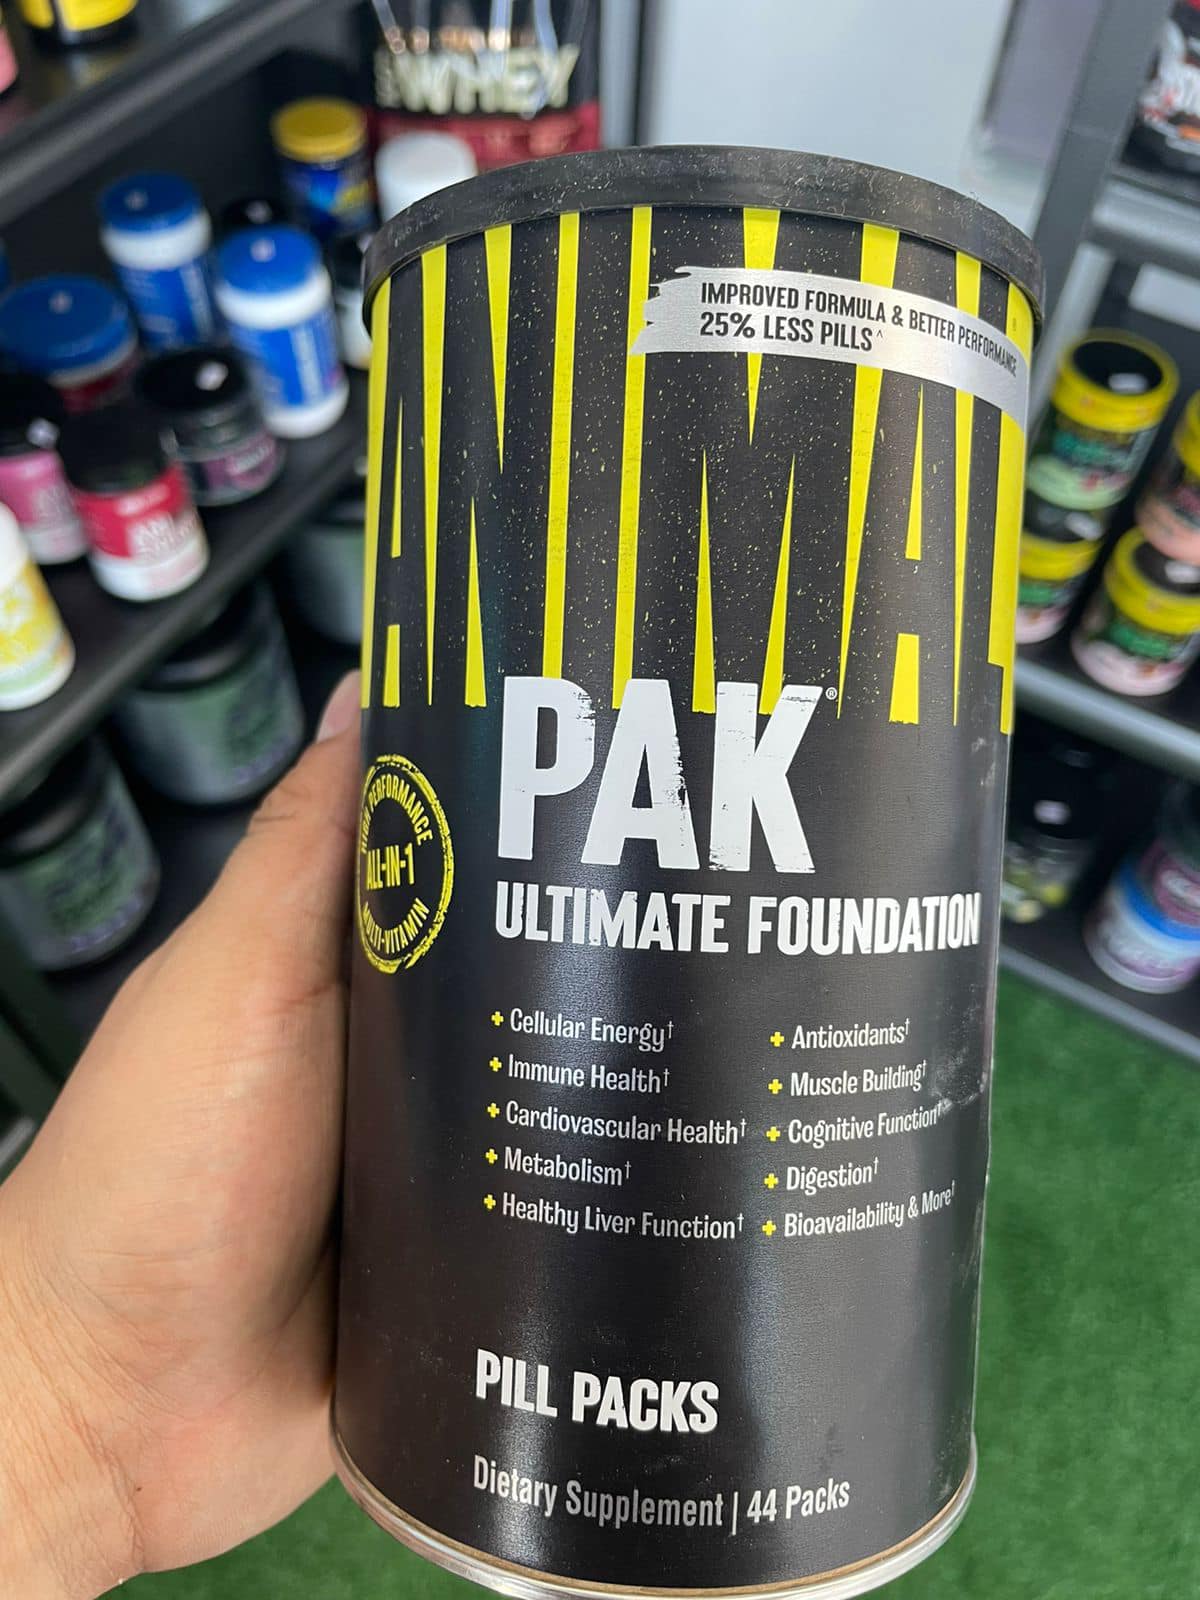 WHEY
ANIMAL
IMPROVED FORMULA & BETTER PERFORMANCE
25% LESS PILLS^
PAK®
HIGH PERFORMANCE
ALL-IN-1
MULTI-VITAMIN
ULTIMATE FOUNDATION
+ Cellular Energy†
+ Immune Health†
+ Cardiovascular Health†
+ Metabolism†
+ Healthy Liver Function†
+ Antioxidants†
+ Muscle Building†
+ Cognitive Function†
+ Digestion†
+ Bioavailability & More†
PILL PACKS
Dietary Supplement | 44 Packs